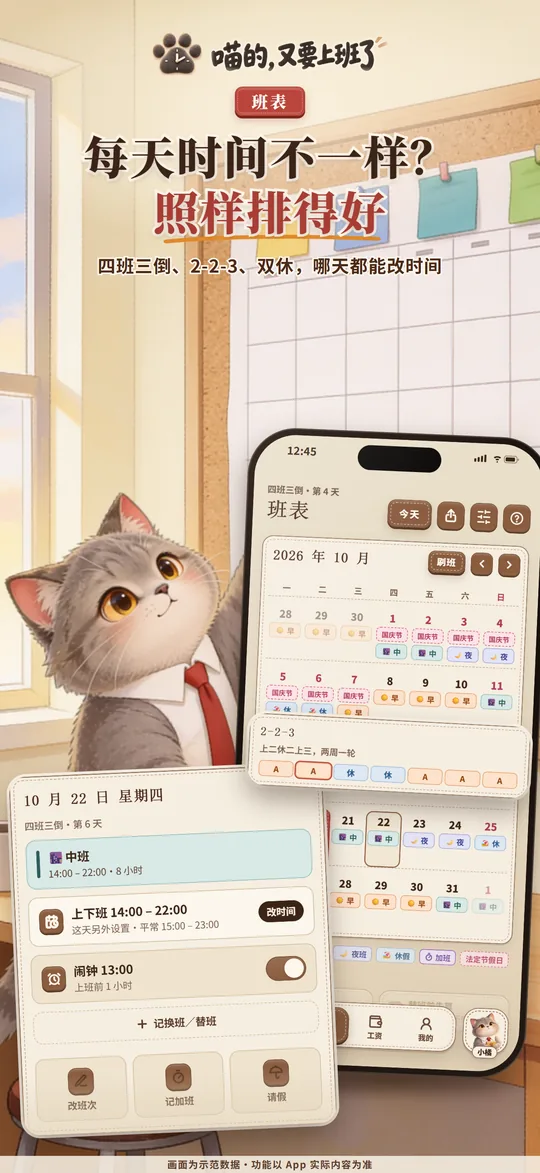 喵的,又要上班了
班表
每天时间不一样?
照样排得好
四班三倒、2-2-3、双休，哪天都能改时间
12:45
四班三倒·第 4 天
班表
今天
2026 年 10 月
刷班
一 二 三 四 五 六 日
28 29 30 1 2 3 4
国庆节 国庆节 国庆节 国庆节
早 早 早 中 中 夜 夜
5 6 7 8 9 10 11
国庆节 国庆节 国庆节
休 休 早 早 早 早 中
2-2-3
上二休二上三，两周一轮
A A 休 休 A A A
21 22 23 24 25
中 中 夜 夜 休
28 29 30 31 1
早 早 早 中 中
夜班 休假 加班 法定节假日
工资 我的
小橘
10 月 22 日 星期四
四班三倒·第 6 天
中班
14:00 – 22:00·8 小时
上下班 14:00 – 22:00
这天另外设置·平常 15:00 – 23:00
改时间
闹钟 13:00
上班前 1 小时
+ 记换班／替班
改班次 记加班 请假
画面为示范数据·功能以 App 实际内容为准